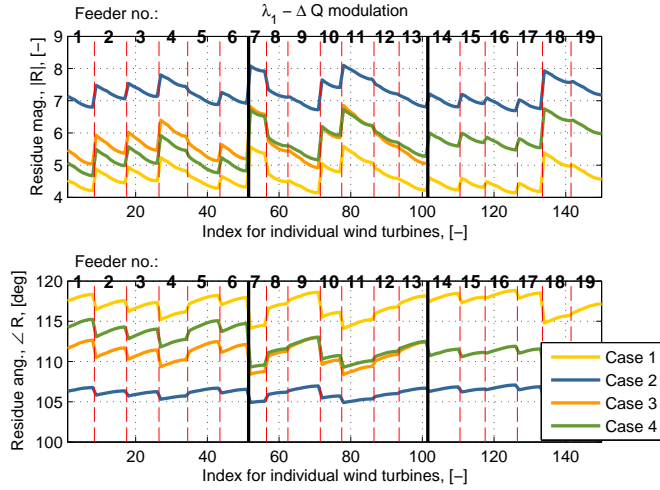 Feeder no.: λ1 − Δ Q modulation
1 2 3 4 5 6 7 8 9 10 11 12 13 14 15 16 17 18 19
9
8
7
6
5
4
Residue mag., |R|, [−]
20 40 60 80 100 120 140
Index for individual wind turbines, [−]
Feeder no.:
1 2 3 4 5 6 7 8 9 10 11 12 13 14 15 16 17 18 19
120
115
110
105
100
Residue ang., ∠ R, [deg]
Case 1
Case 2
Case 3
Case 4
20 40 60 80 100 120 140
Index for individual wind turbines, [−]